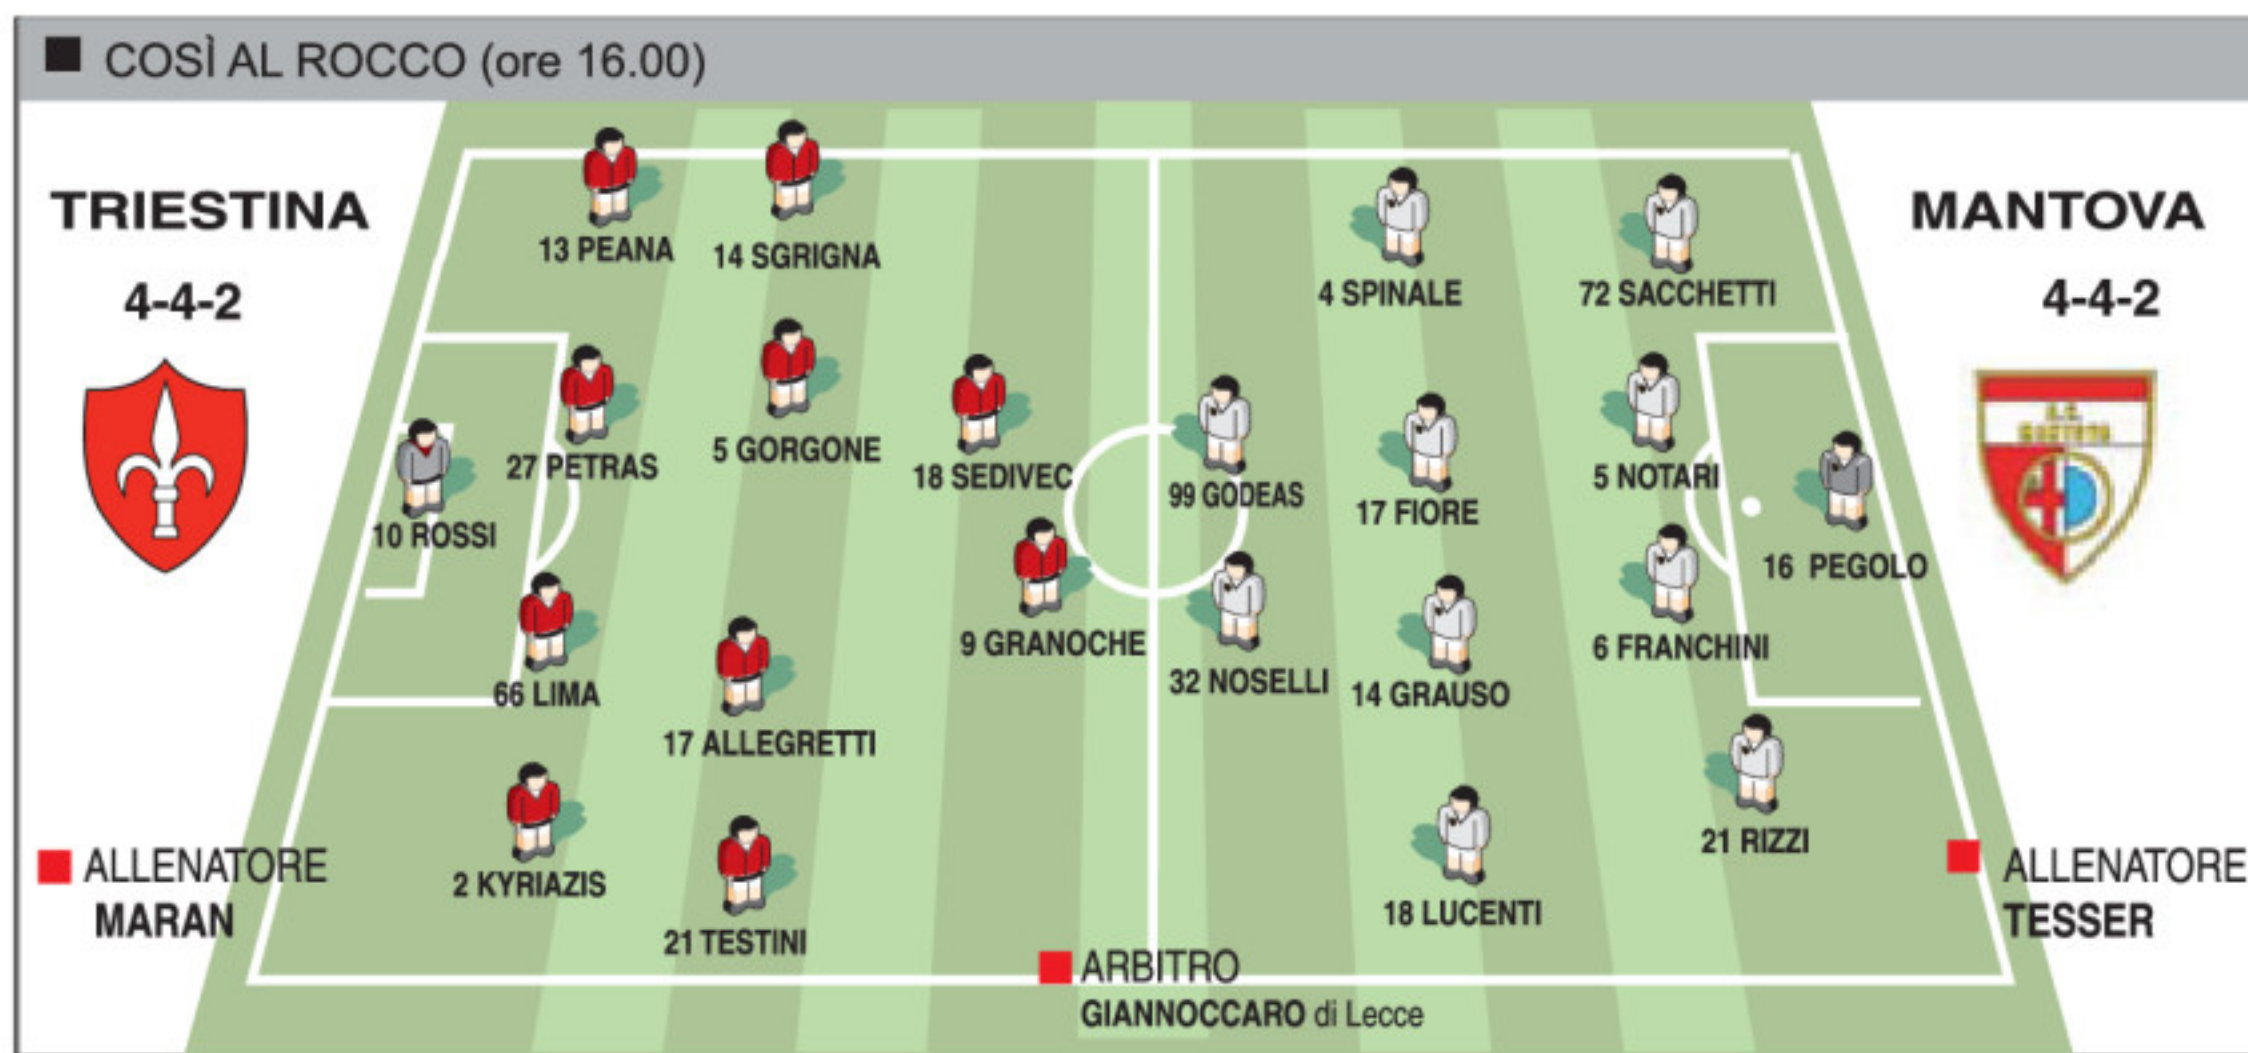 COSÌ AL ROCCO (ore 16.00)
TRIESTINA
4-4-2
ALLENATORE
MARAN
13 PEANA
14 SGRIGNA
27 PETRAS
5 GORGONE
18 SEDIVEC
10 ROSSI
9 GRANOCHE
66 LIMA
17 ALLEGRETTI
2 KYRIAZIS
21 TESTINI
MANTOVA
4-4-2
4 SPINALE
72 SACCHETTI
99 GODEAS
17 FIORE
5 NOTARI
16 PEGOLO
32 NOSELLI
14 GRAUSO
6 FRANCHINI
21 RIZZI
18 LUCENTI
ALLENATORE
TESSER
ARBITRO
GIANNOCCARO di Lecce